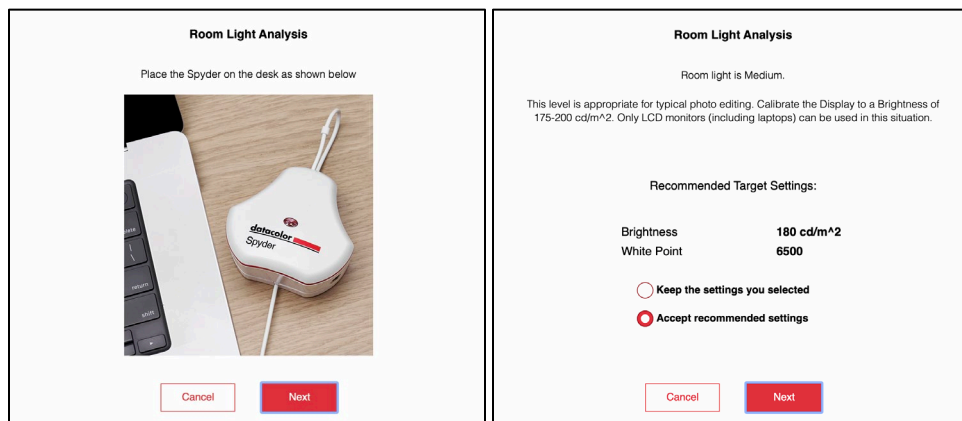 Room Light Analysis
Place the Spyder on the desk as shown below
delete
return
shift
datacolor
Spyder
Cancel
Next
Room Light Analysis
Room light is Medium.
This level is appropriate for typical photo editing. Calibrate the Display to a Brightness of
175-200 cd/m^2. Only LCD monitors (including laptops) can be used in this situation.
Recommended Target Settings:
Brightness 180 cd/m^2
White Point 6500
Keep the settings you selected
Accept recommended settings
Cancel
Next